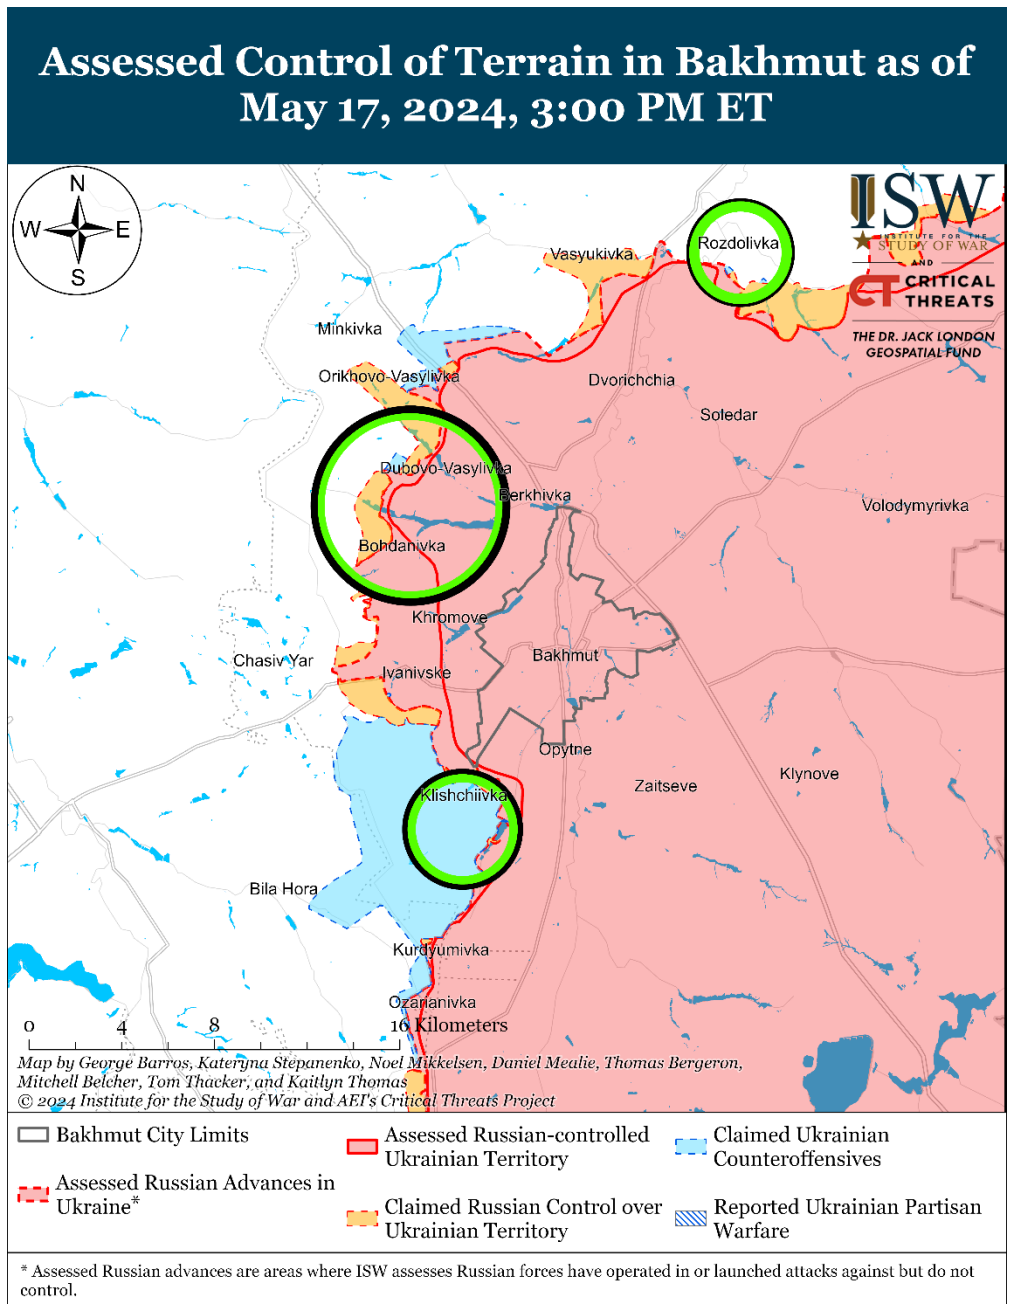 Assessed Control of Terrain in Bakhmut as of
May 17, 2024, 3:00 PM ET
N
W
E
S
ISW
INSTITUTE FOR THE
STUDY OF WAR
AND
CT CRITICAL
THREATS
THE DR. JACK LONDON
GEOSPATIAL FUND
Rozdolivka
Vasyukivka
Minkivka
Orikhovo-Vasylivka
Dvorichchia
Soledar
Dubovo-Vasylivka
Berkhivka
Volodymyrivka
Bohdanivka
Khromove
Chasiv Yar
Bakhmut
Ivanivske
Opytne
Klynove
Zaitseve
Klishchiivka
Bila Hora
Kurdyumivka
Ozarianivka
0 4 8 16 Kilometers
Map by George Barros, Kateryna Stepanenko, Noel Mikkelsen, Daniel Mealie, Thomas Bergeron,
Mitchell Belcher, Tom Thacker, and Kaitlyn Thomas
© 2024 Institute for the Study of War and AEI's Critical Threats Project
Bakhmut City Limits
Assessed Russian Advances in
Ukraine*
Assessed Russian-controlled
Ukrainian Territory
Claimed Russian Control over
Ukrainian Territory
Claimed Ukrainian
Counteroffensives
Reported Ukrainian Partisan
Warfare
* Assessed Russian advances are areas where ISW assesses Russian forces have operated in or launched attacks against but do not
control.